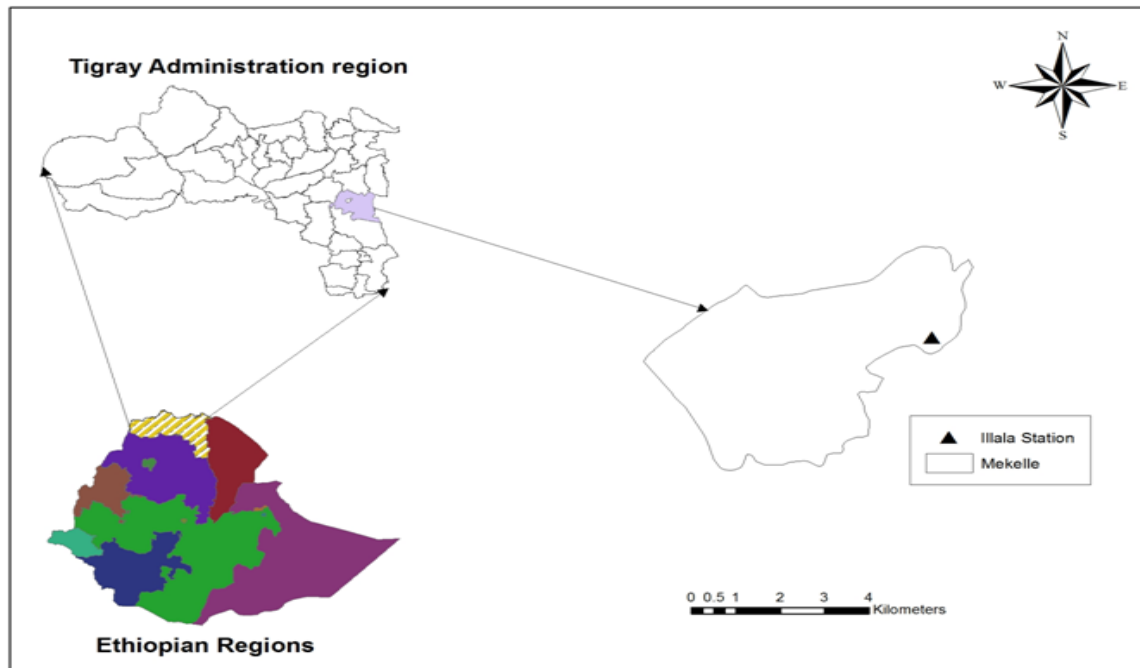 Tigray Administration region
N
W E
S
Illala Station
Mekelle
0 0.5 1 2 3 4
Kilometers
Ethiopian Regions